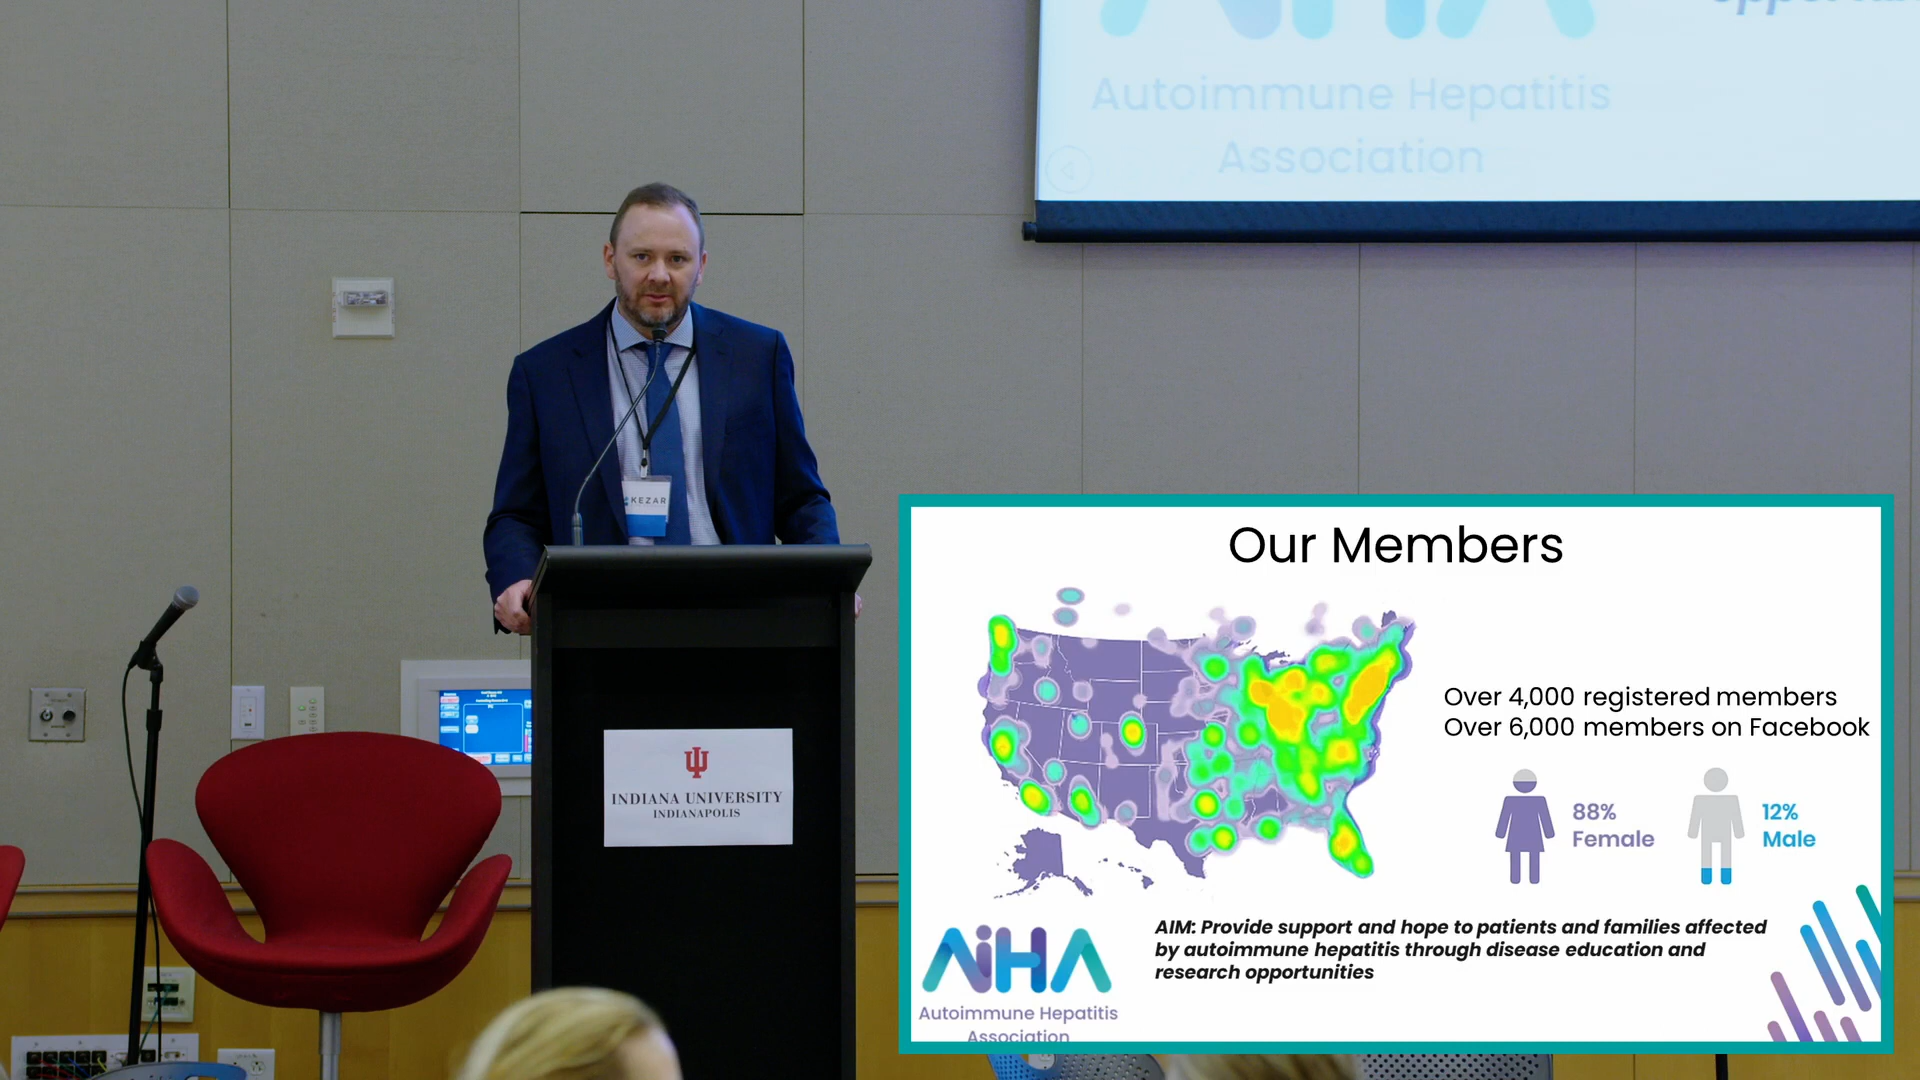 AiHA
Autoimmune Hepatitis
Association
KEZAR
INDIANA UNIVERSITY
INDIANAPOLIS
Our Members
Over 4,000 registered members
Over 6,000 members on Facebook
88%
Female
12%
Male
AIM: Provide support and hope to patients and families affected
by autoimmune hepatitis through disease education and
research opportunities
AiHA
Autoimmune Hepatitis
Association